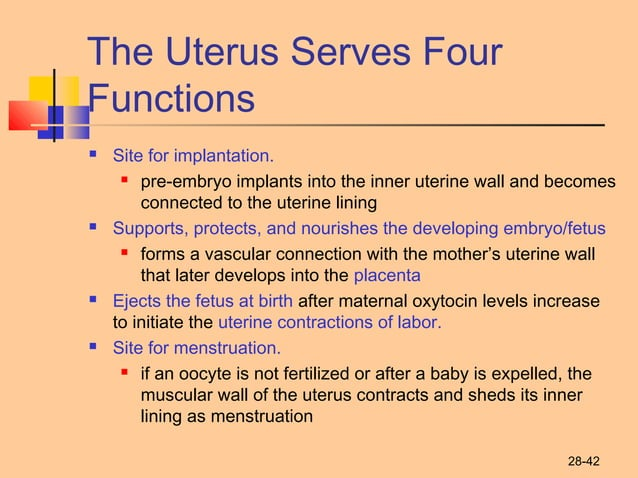 The Uterus Serves Four
Functions
Site for implantation.
pre-embryo implants into the inner uterine wall and becomes
connected to the uterine lining
Supports, protects, and nourishes the developing embryo/fetus
forms a vascular connection with the mother’s uterine wall
that later develops into the placenta
Ejects the fetus at birth after maternal oxytocin levels increase
to initiate the uterine contractions of labor.
Site for menstruation.
if an oocyte is not fertilized or after a baby is expelled, the
muscular wall of the uterus contracts and sheds its inner
lining as menstruation
28-42